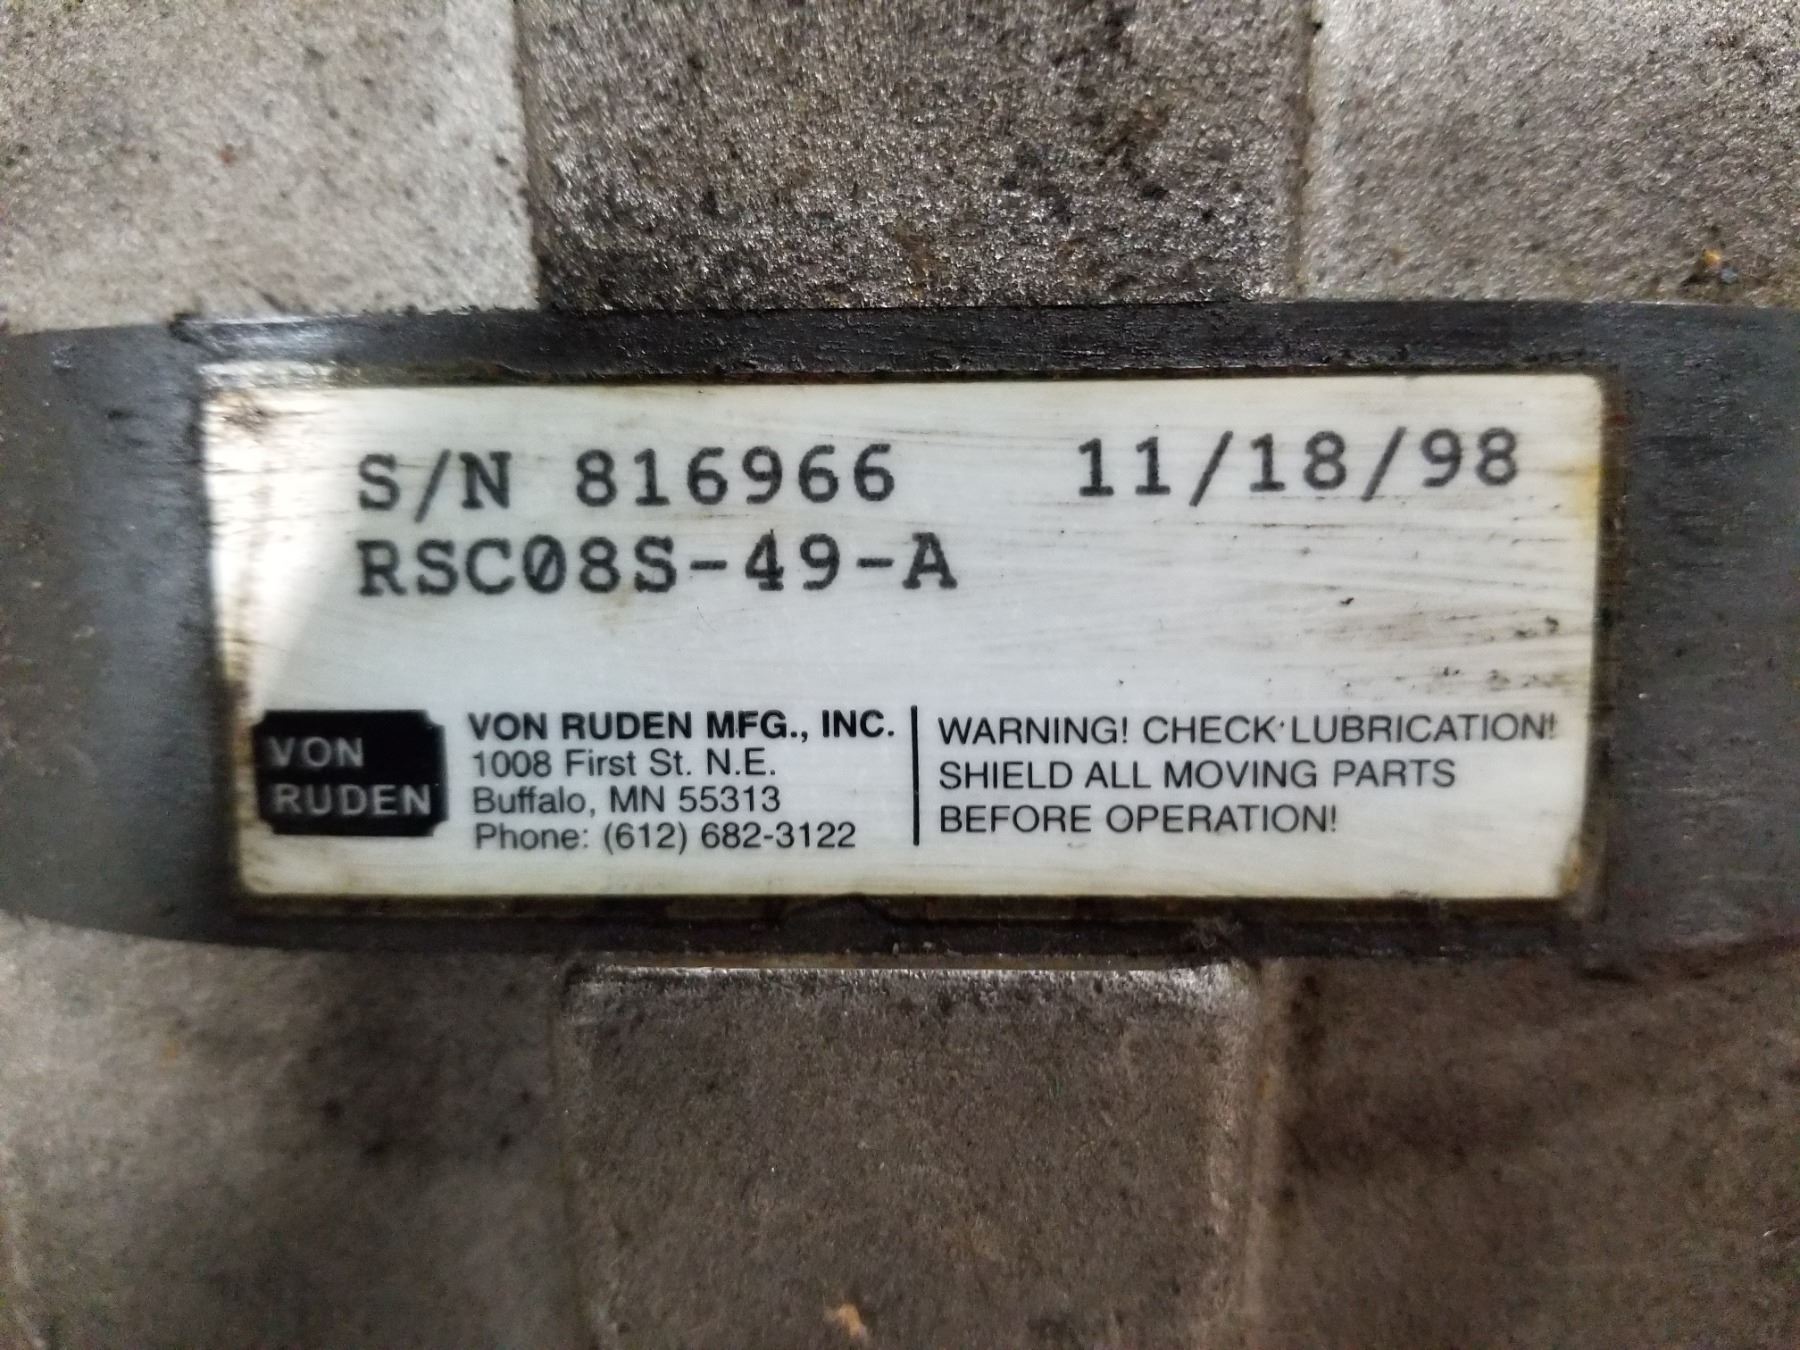 S/N 816966 11/18/98
RSC08S-49-A
VON
RUDEN
VON RUDEN MFG., INC.
1008 First St. N.E.
Buffalo, MN 55313
Phone: (612) 682-3122
WARNING! CHECK LUBRICATION!
SHIELD ALL MOVING PARTS
BEFORE OPERATION!